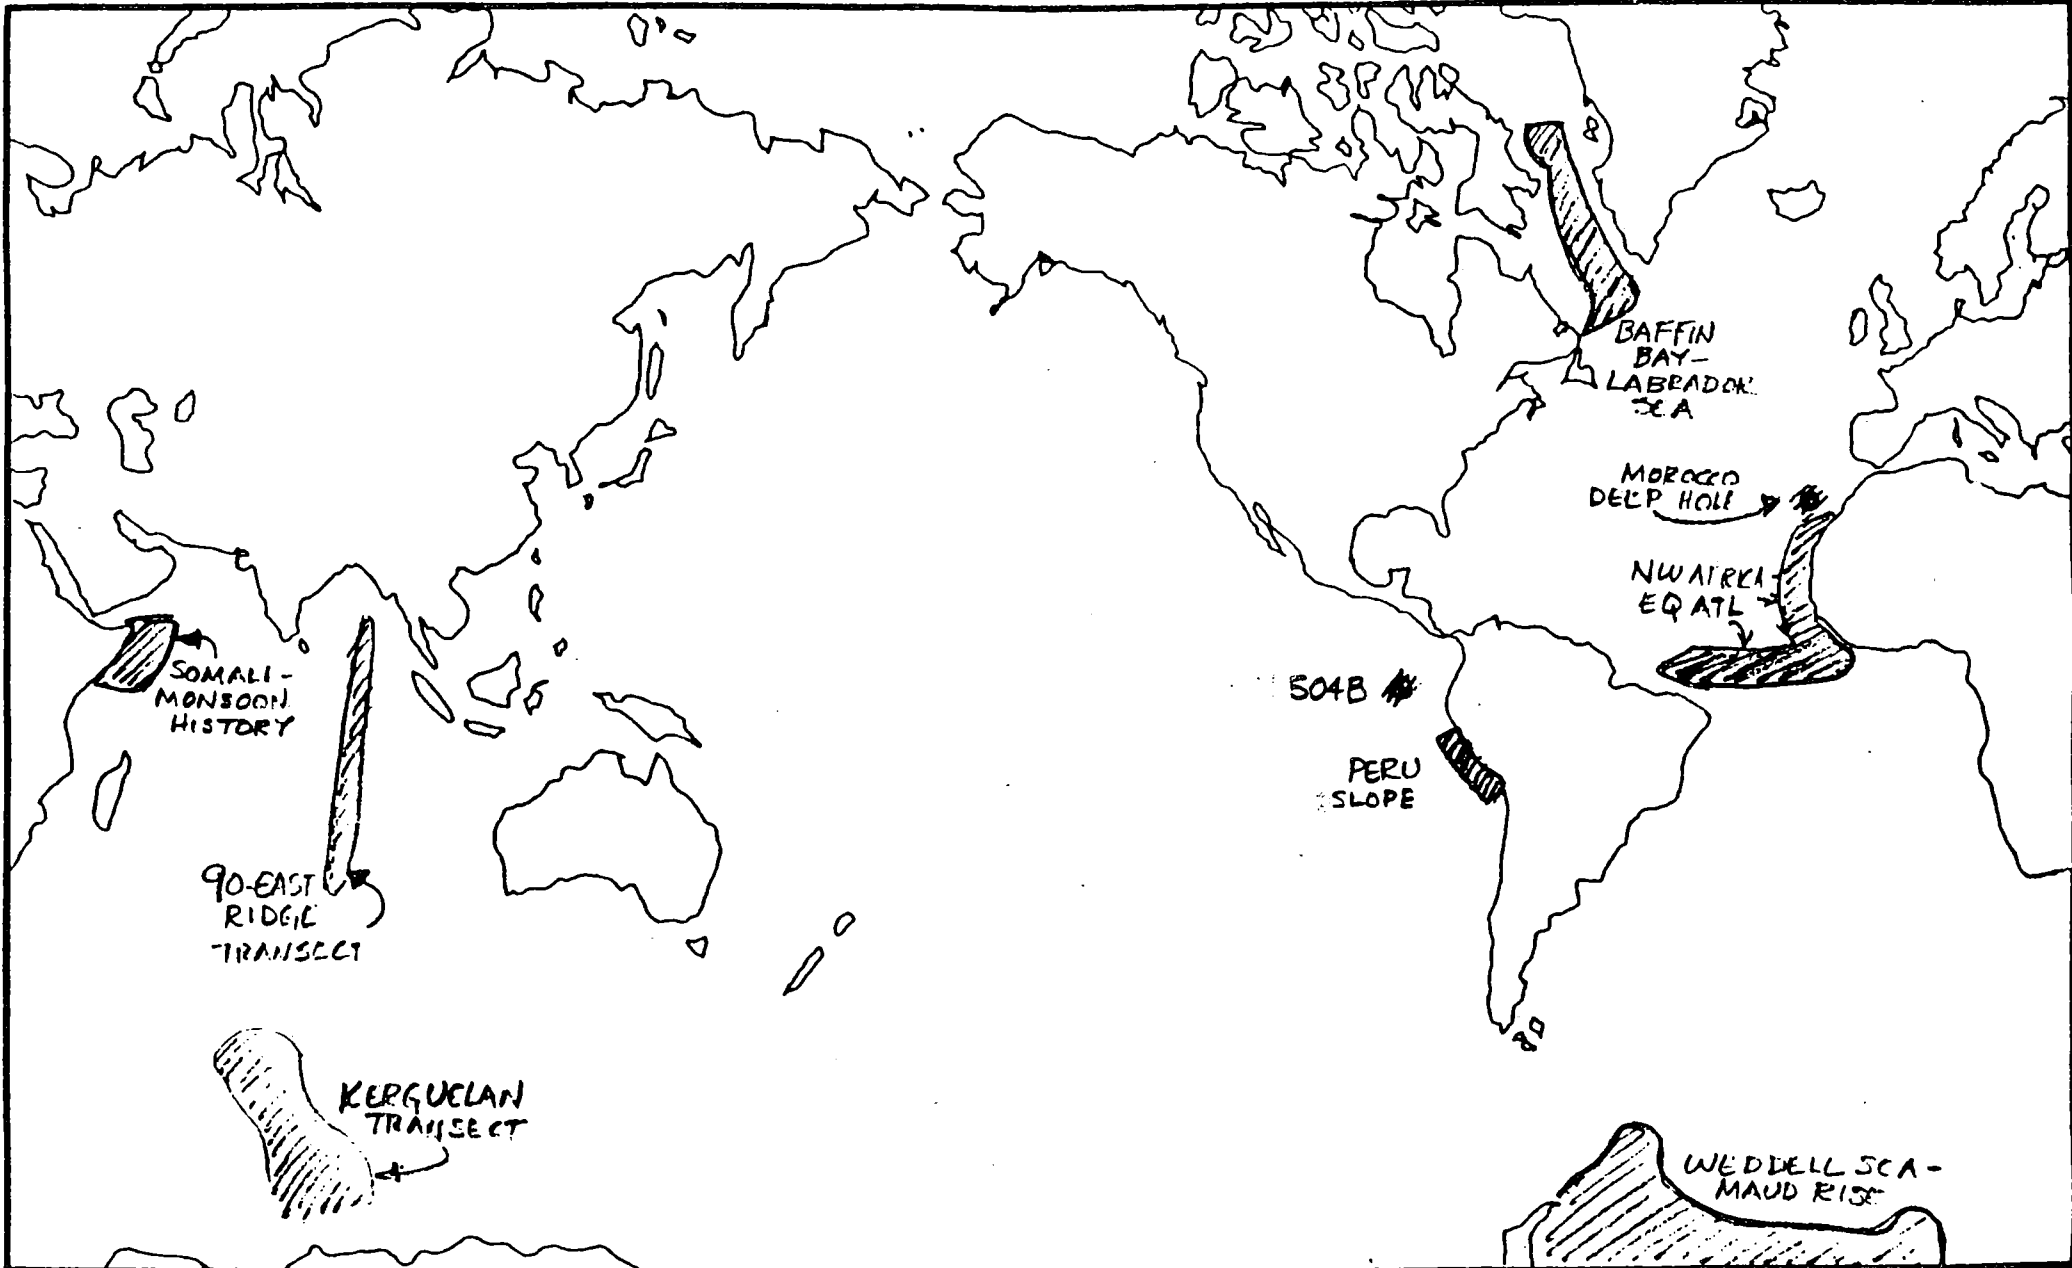 BAFFIN
BAY-
LABRADOR
SEA
MOROCCO
DEEP HOLE
NW AFRICA-
EQ ATL
SOMALI-
MONSOON
HISTORY
504B
PERU
SLOPE
90-EAST
RIDGE
TRANSECT
KERGUELAN
TRANSECT
WEDDELL SEA-
MAUD RISE